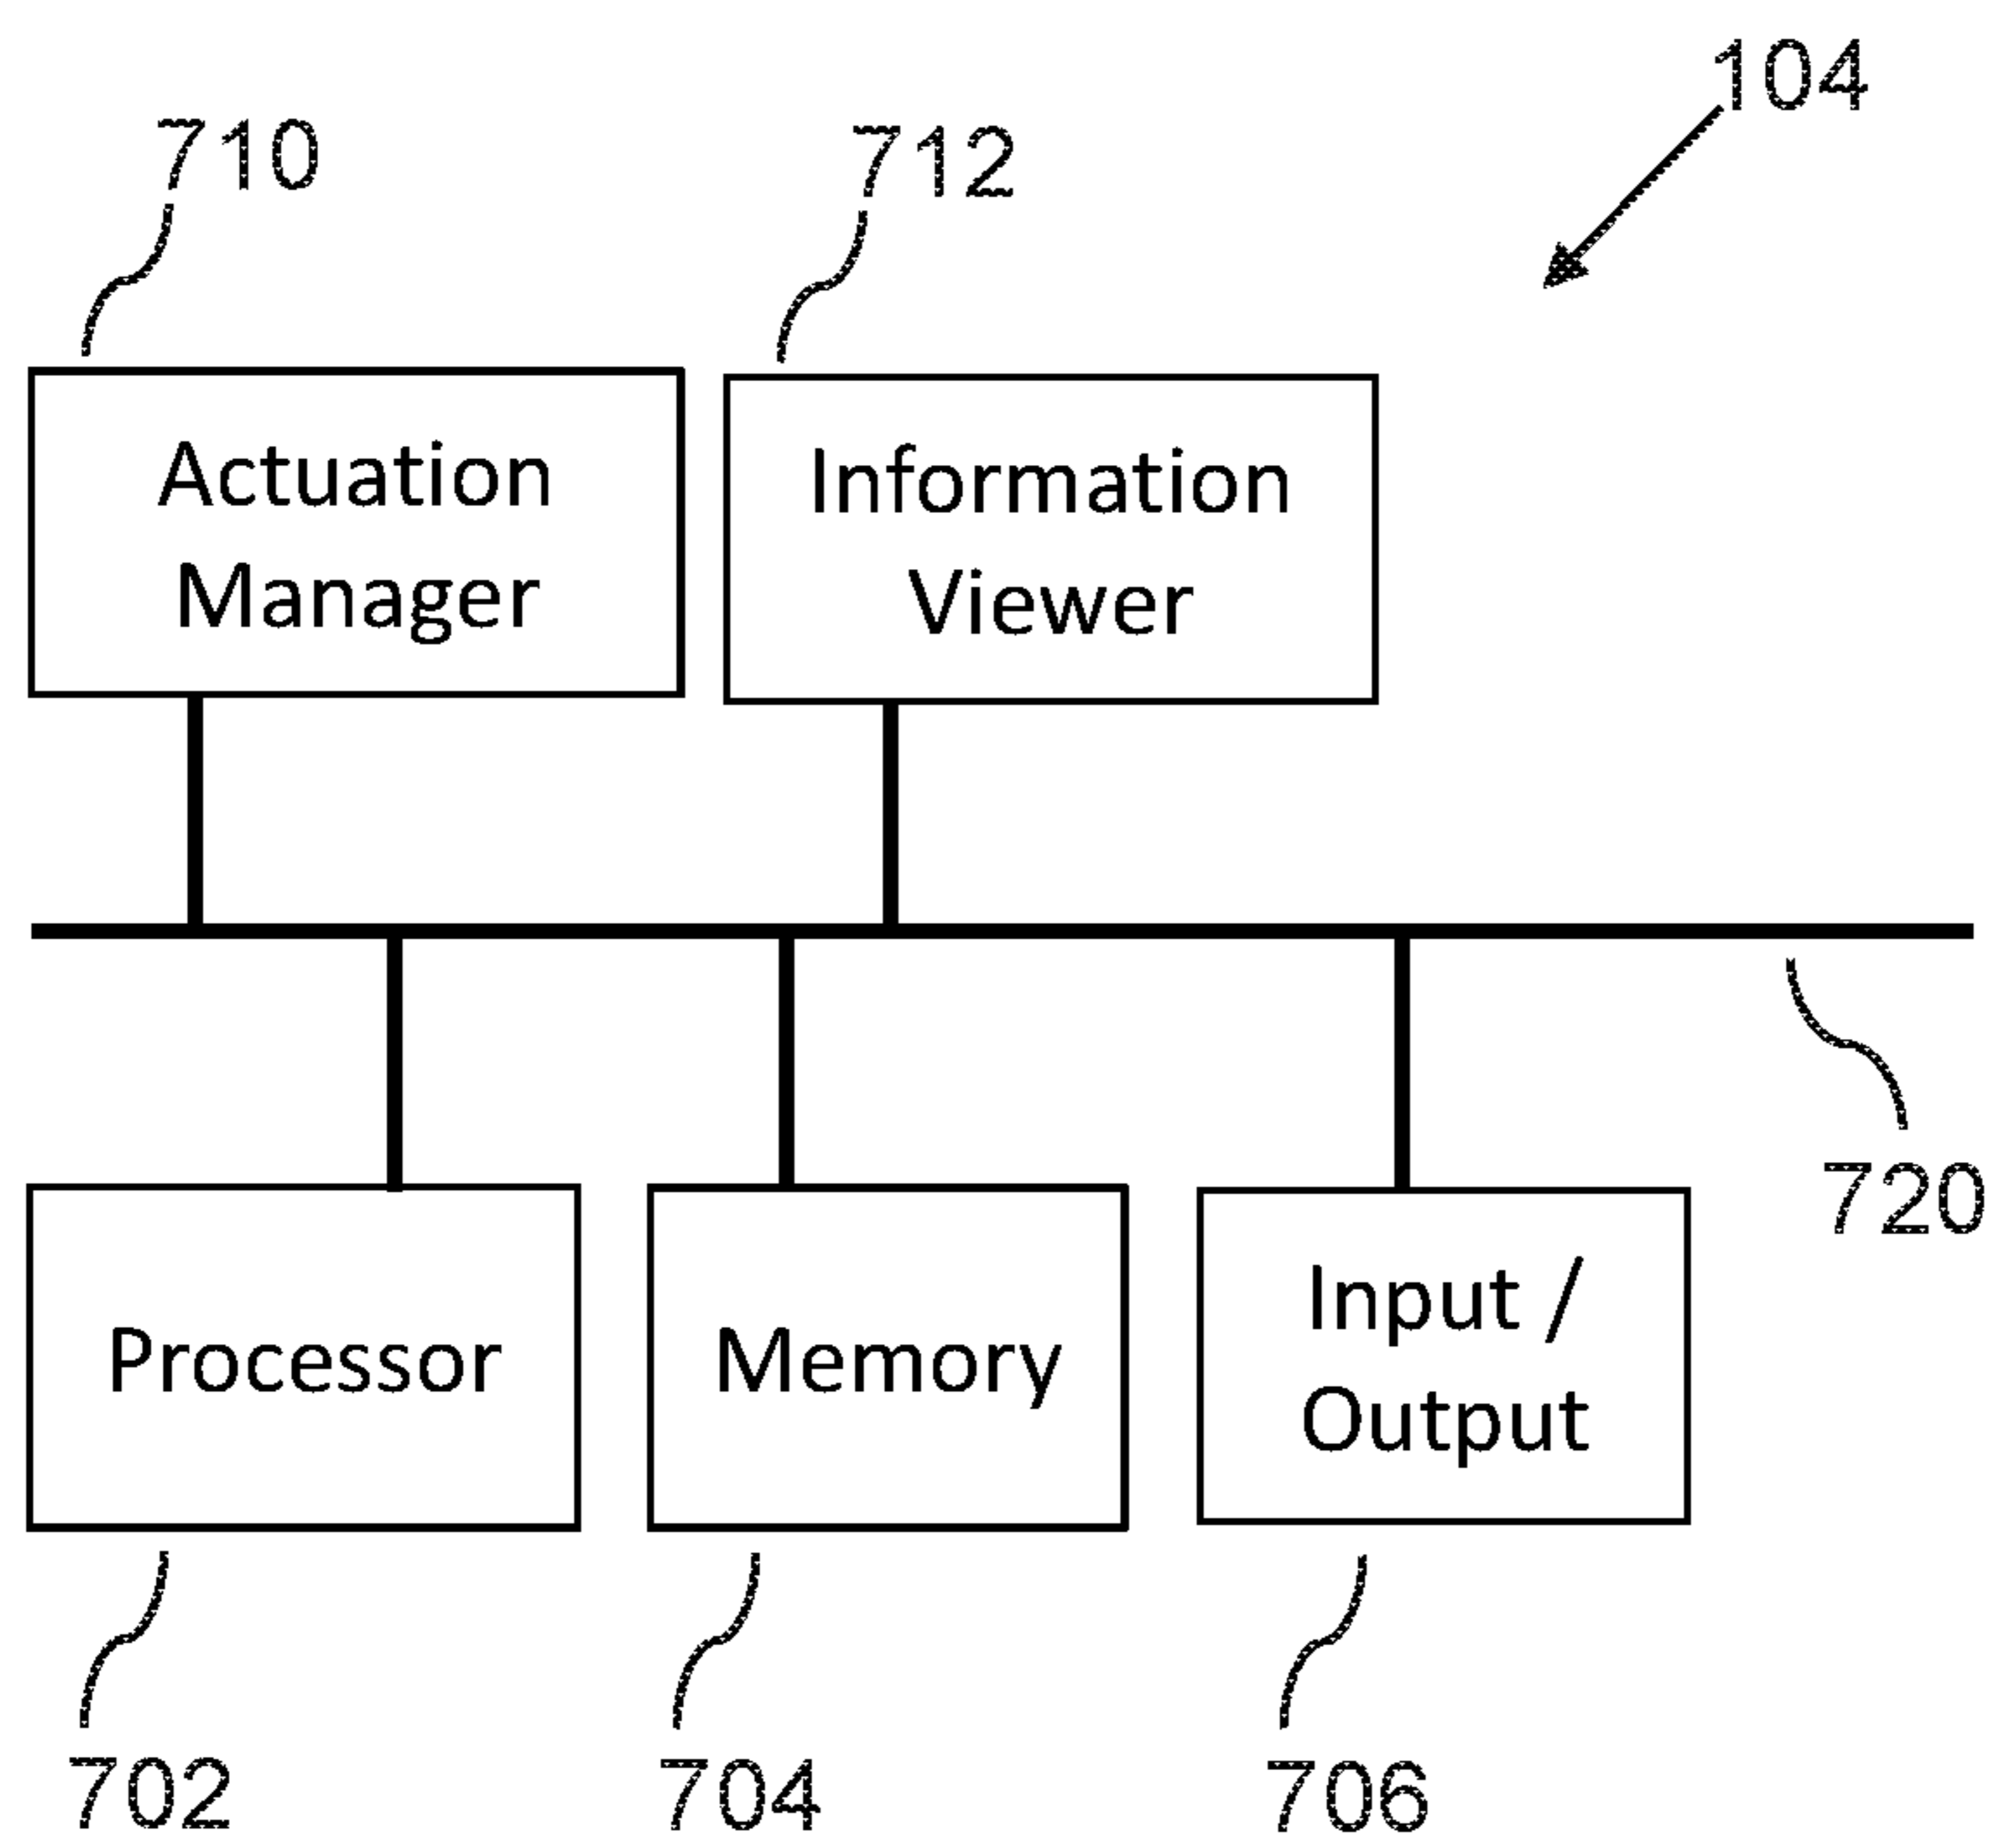 104
710
712
Actuation
Manager
Information
Viewer
720
Processor
Memory
Input /
Output
702
704
706